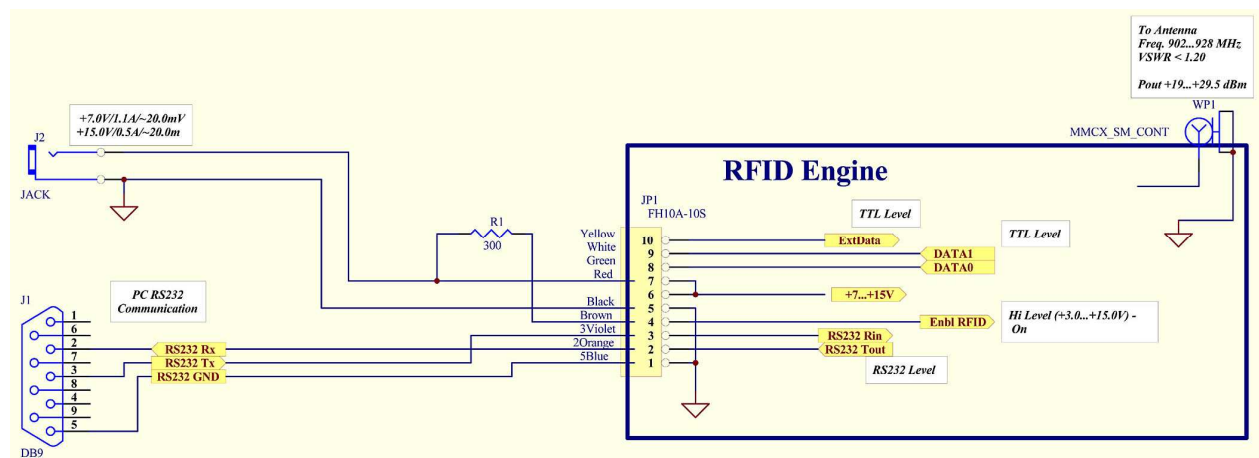 To Antenna
Freq. 902...928 MHz
VSWR < 1.20
Pout +19...+29.5 dBm
WP1
MMCX_SM_CONT
+7.0V/1.1A/~20.0mV
+15.0V/0.5A/~20.0m
J2
JACK
RFID Engine
JP1
FH10A-10S
R1
300
Yellow
White
Green
Red
Black
Brown
3Violet
2Orange
5Blue
10
9
8
7
6
5
4
3
2
1
TTL Level
ExtData
TTL Level
DATA1
DATA0
+7...+15V
Enbl RFID
Hi Level (+3.0...+15.0V) -
On
RS232 Rin
RS232 Tout
RS232 Level
PC RS232
Communication
J1
1
6
2
7
3
8
4
9
5
DB9
RS232 Rx
RS232 Tx
RS232 GND